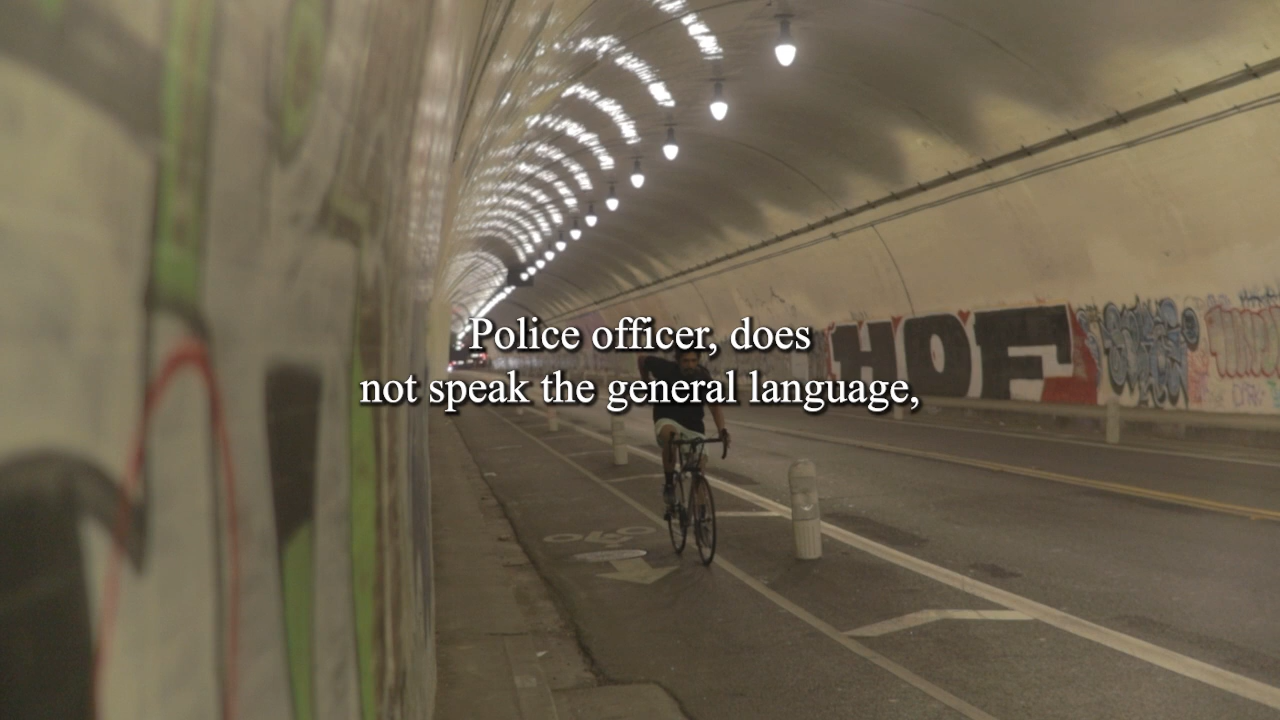 Police officer, does
not speak the general language,
HOF